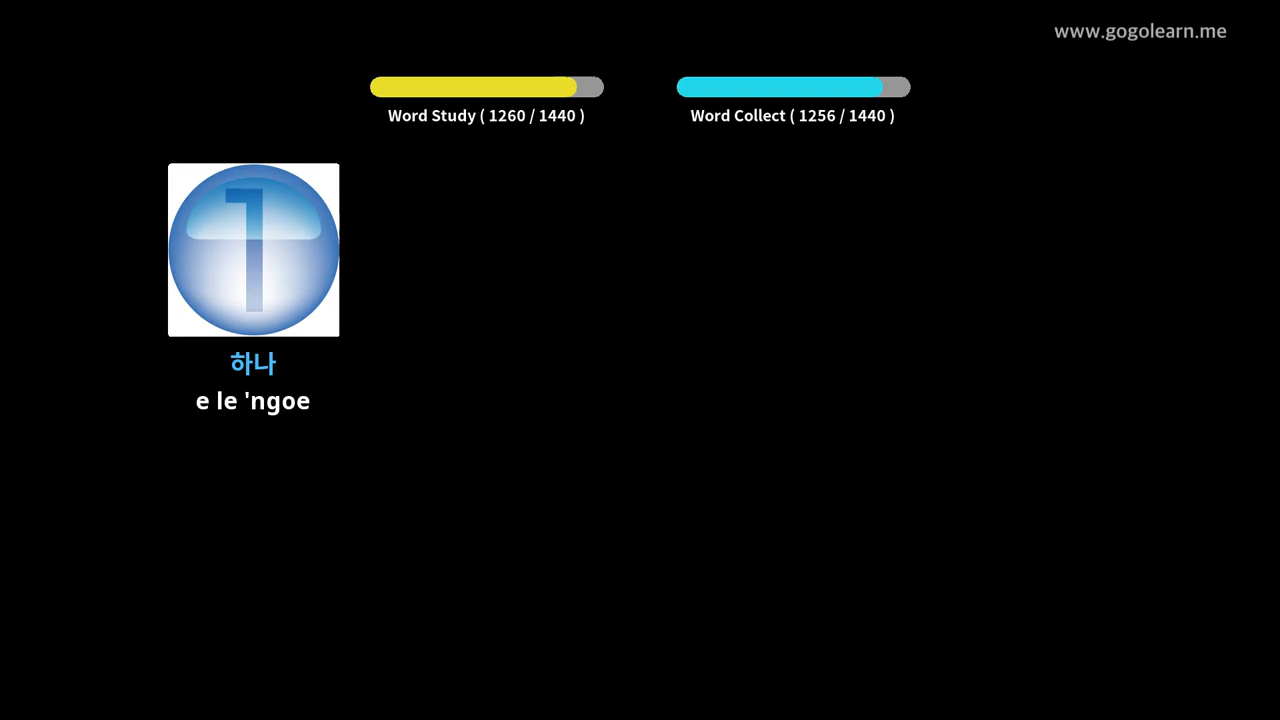 www.gogolearn.me
Word Study ( 1260 / 1440 )
Word Collect ( 1256 / 1440 )
1
하나
e le 'ngoe